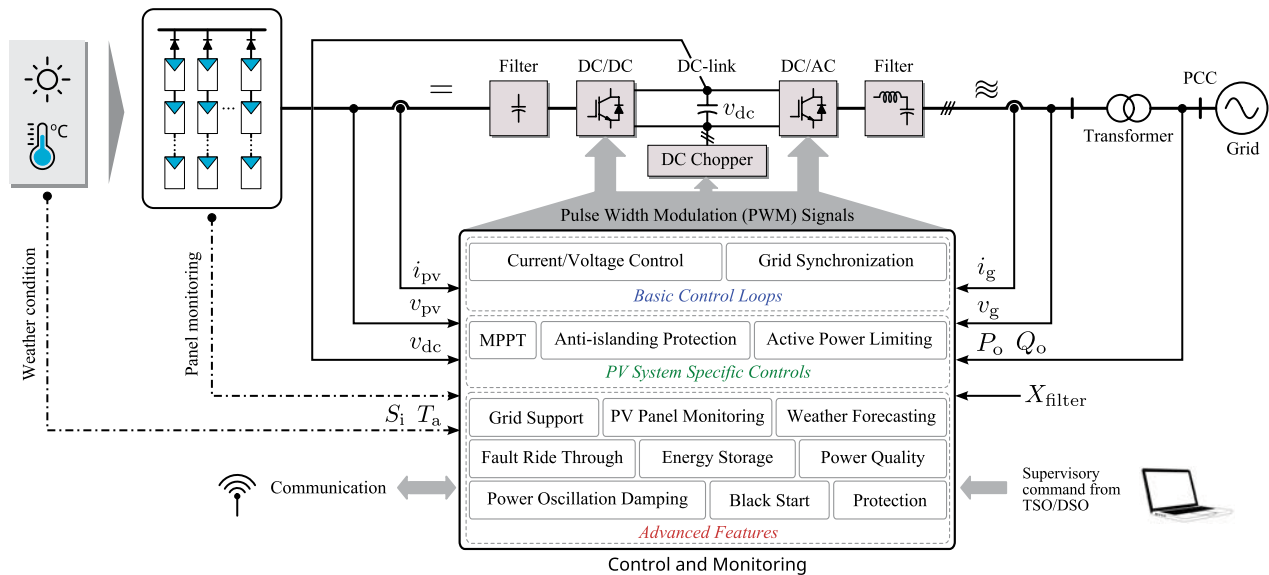 °C
=
Filter
DC/DC
DC-link
DC/AC
Filter
≋
PCC
v_dc
Transformer
Grid
DC Chopper
Pulse Width Modulation (PWM) Signals
Weather condition
Panel monitoring
i_pv
v_pv
v_dc
S_i T_a
Current/Voltage Control
Grid Synchronization
Basic Control Loops
MPPT
Anti-islanding Protection
Active Power Limiting
PV System Specific Controls
Grid Support
PV Panel Monitoring
Weather Forecasting
Fault Ride Through
Energy Storage
Power Quality
Power Oscillation Damping
Black Start
Protection
Advanced Features
i_g
v_g
P_o Q_o
X_filter
Communication
Supervisory
command from
TSO/DSO
Control and Monitoring